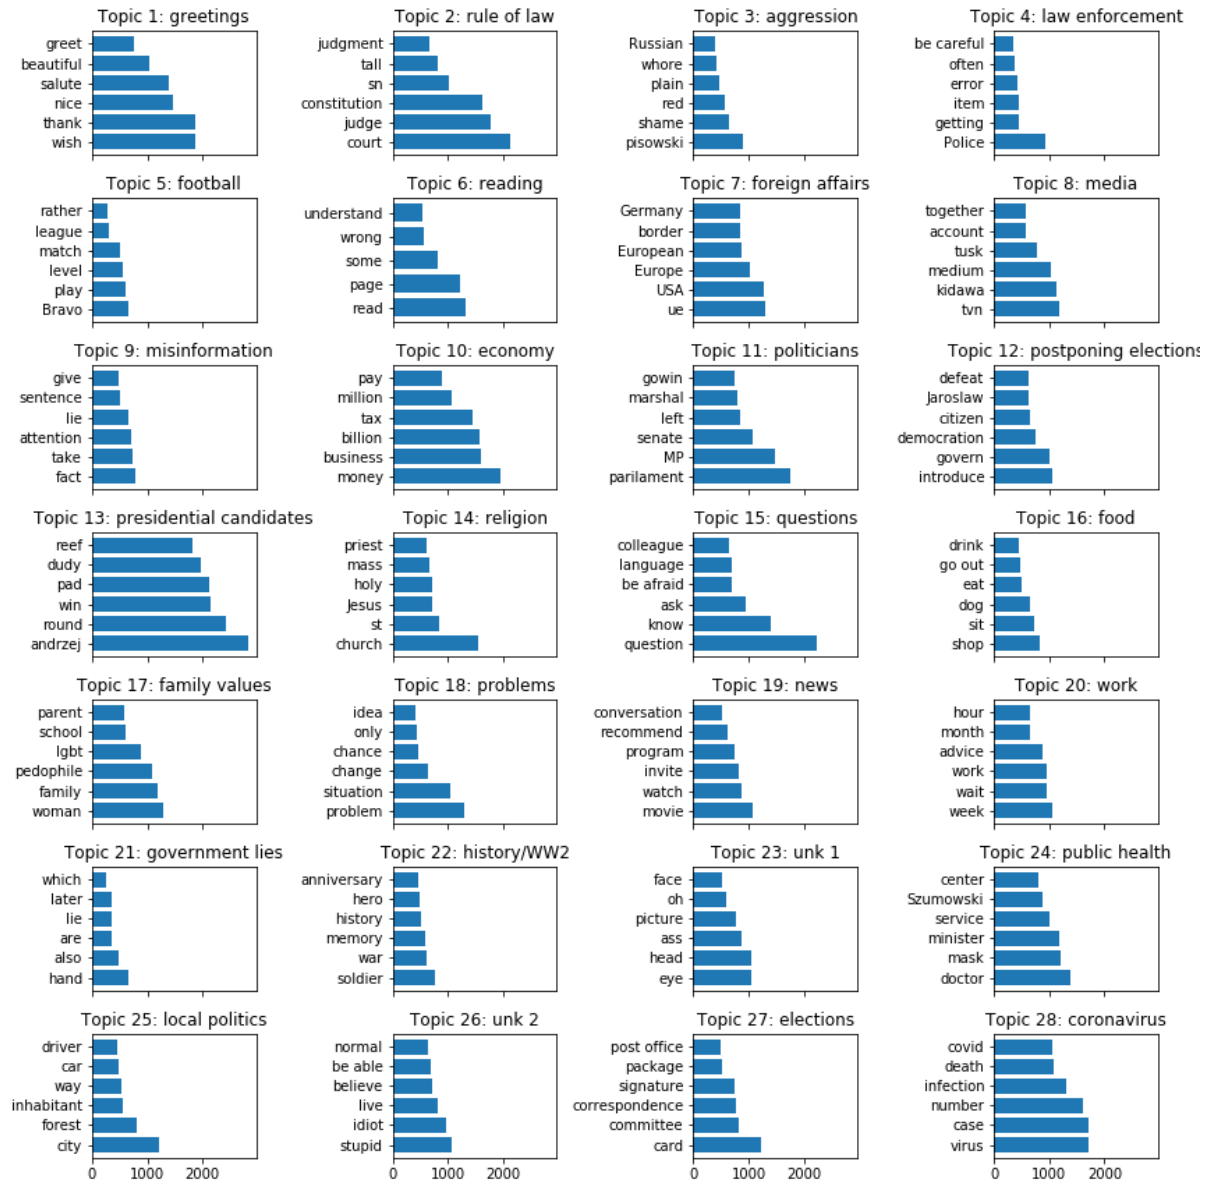 Topic 1: greetings
greet
beautiful
salute
nice
thank
wish
Topic 2: rule of law
judgment
tall
sn
constitution
judge
court
Topic 3: aggression
Russian
whore
plain
red
shame
pisowski
Topic 4: law enforcement
be careful
often
error
item
getting
Police
Topic 5: football
rather
league
match
level
play
Bravo
Topic 6: reading
understand
wrong
some
page
read
Topic 7: foreign affairs
Germany
border
European
Europe
USA
ue
Topic 8: media
together
account
tusk
medium
kidawa
tvn
Topic 9: misinformation
give
sentence
lie
attention
take
fact
Topic 10: economy
pay
million
tax
billion
business
money
Topic 11: politicians
gowin
marshal
left
senate
MP
parilament
Topic 12: postponing elections
defeat
Jaroslaw
citizen
democration
govern
introduce
Topic 13: presidential candidates
reef
dudy
pad
win
round
andrzej
Topic 14: religion
priest
mass
holy
Jesus
st
church
Topic 15: questions
colleague
language
be afraid
ask
know
question
Topic 16: food
drink
go out
eat
dog
sit
shop
Topic 17: family values
parent
school
lgbt
pedophile
family
woman
Topic 18: problems
idea
only
chance
change
situation
problem
Topic 19: news
conversation
recommend
program
invite
watch
movie
Topic 20: work
hour
month
advice
work
wait
week
Topic 21: government lies
which
later
lie
are
also
hand
Topic 22: history/WW2
anniversary
hero
history
memory
war
soldier
Topic 23: unk 1
face
oh
picture
ass
head
eye
Topic 24: public health
center
Szumowski
service
minister
mask
doctor
Topic 25: local politics
driver
car
way
inhabitant
forest
city
0 1000 2000
Topic 26: unk 2
normal
be able
believe
live
idiot
stupid
0 1000 2000
Topic 27: elections
post office
package
signature
correspondence
committee
card
0 1000 2000
Topic 28: coronavirus
covid
death
infection
number
case
virus
0 1000 2000